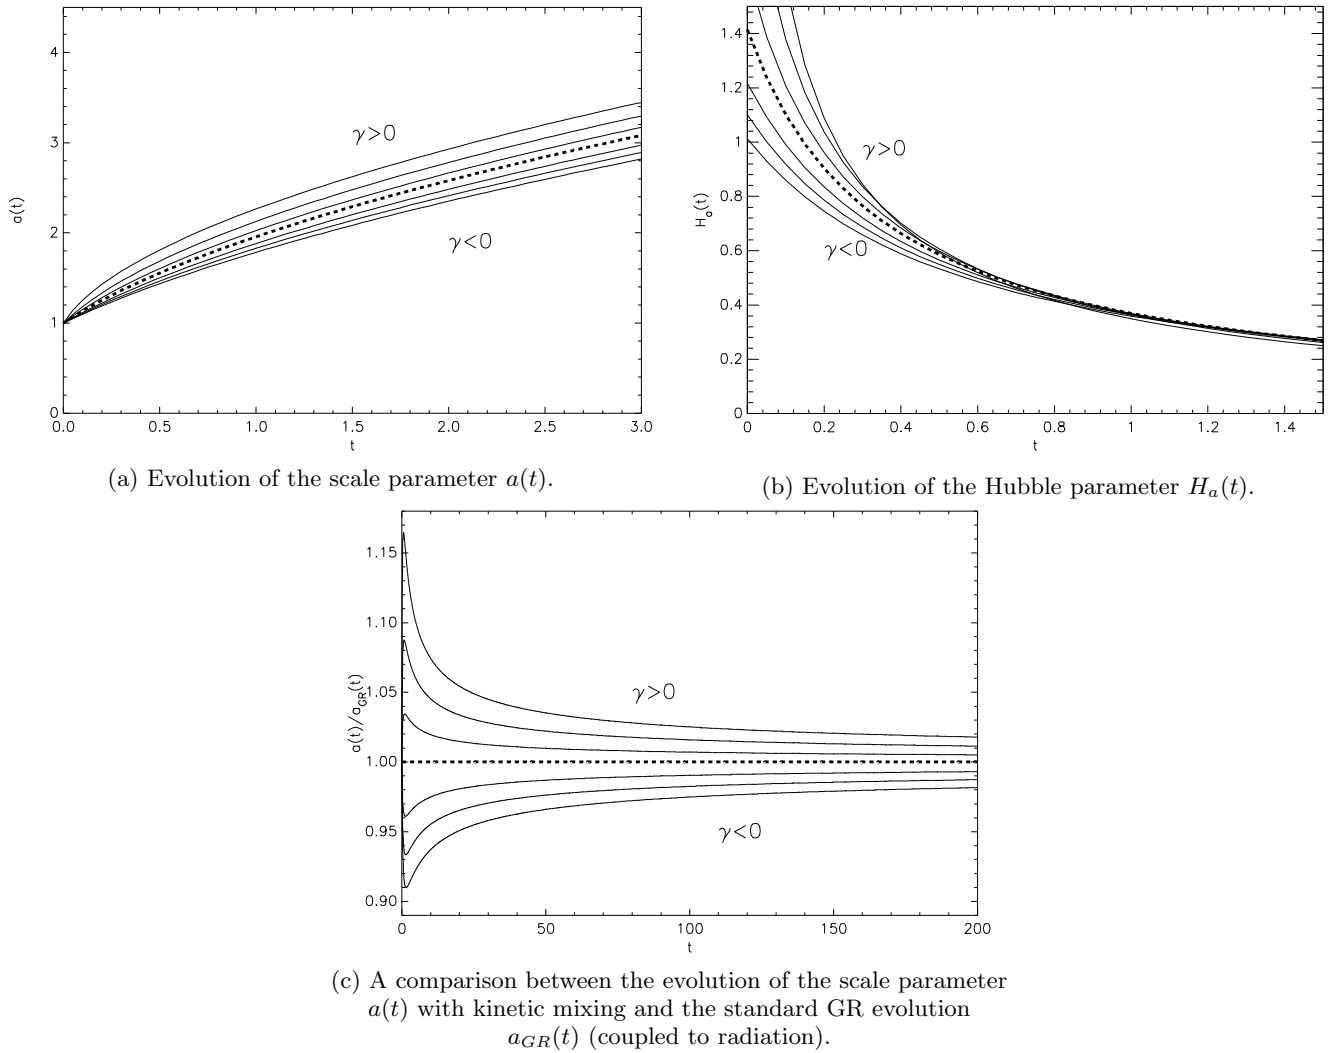 4
3
2
1
0
a(t)
γ>0
γ<0
0.0 0.5 1.0 1.5 2.0 2.5 3.0
t
(a) Evolution of the scale parameter a(t).
1.4
1.2
1
0.8
0.6
0.4
0.2
0
H_a(t)
γ>0
γ<0
0 0.2 0.4 0.6 0.8 1 1.2 1.4
t
(b) Evolution of the Hubble parameter H_a(t).
1.15
1.10
1.05
1.00
0.95
0.90
a(t)/a_GR(t)
γ>0
γ<0
0 50 100 150 200
t
(c) A comparison between the evolution of the scale parameter
a(t) with kinetic mixing and the standard GR evolution
a_GR(t) (coupled to radiation).